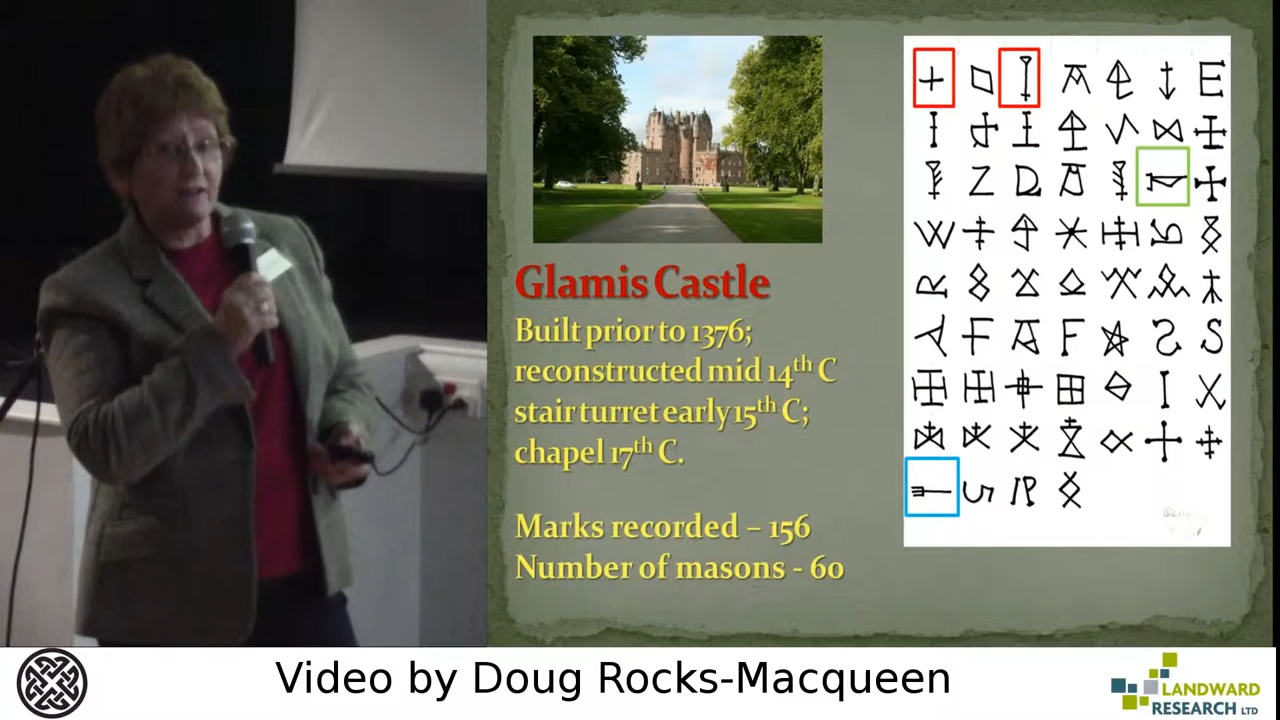 Glamis Castle
Built prior to 1376;
reconstructed mid 14th C
stair turret early 15th C;
chapel 17th C.
Marks recorded – 156
Number of masons - 60
Video by Doug Rocks-Macqueen
LANDWARD
RESEARCH LTD